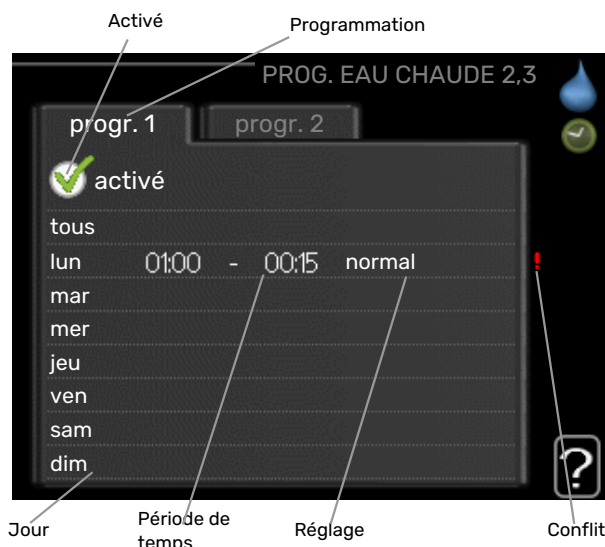 Activé
Programmation
PROG. EAU CHAUDE 2,3
progr. 1
progr. 2
activé
tous
lun 01:00 - 00:15 normal !
mar
mer
jeu
ven
sam
dim
?
Jour
Période de
temps
Réglage
Conflit